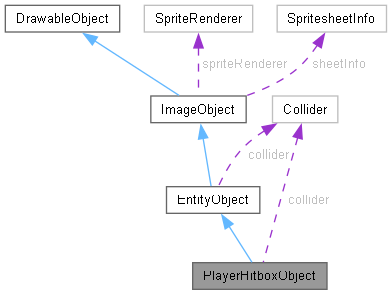 DrawableObject
SpriteRenderer
SpritesheetInfo
spriteRenderer
sheetInfo
ImageObject
Collider
collider
EntityObject
collider
PlayerHitboxObject